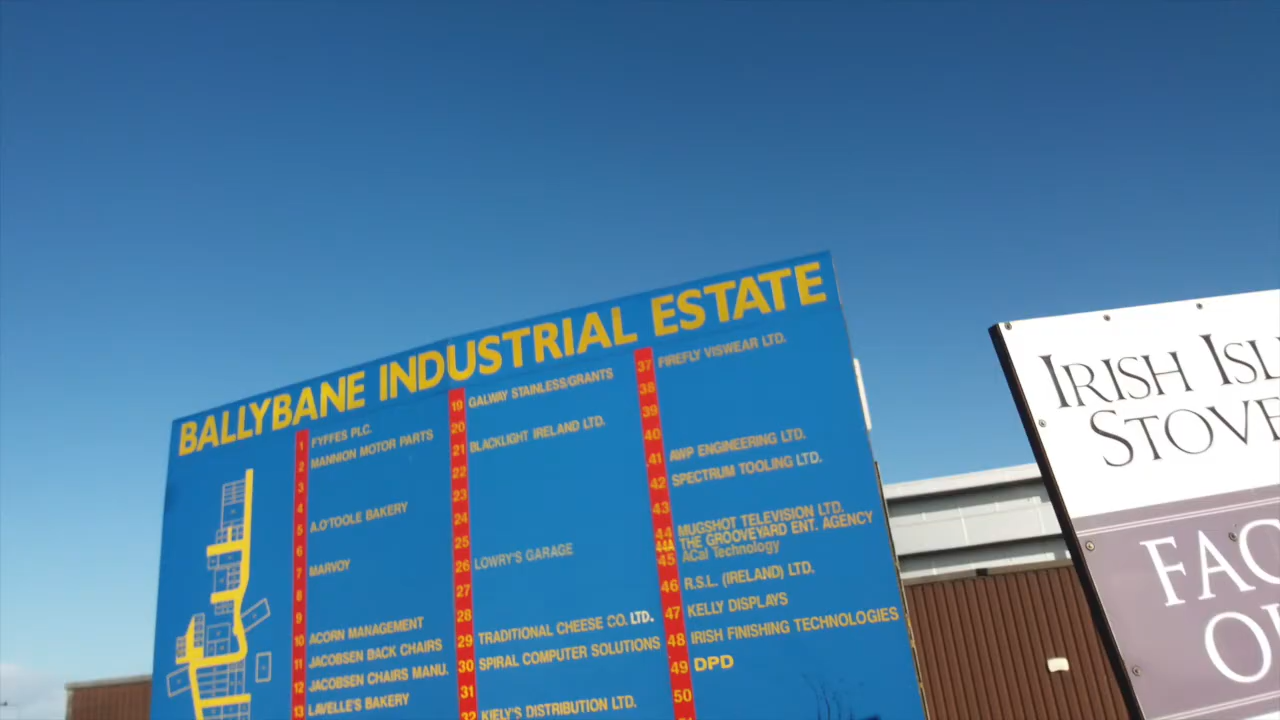 BALLYBANE INDUSTRIAL ESTATE
1 FYFFES PLC.
2 MANNION MOTOR PARTS
3
4
5 A.O'TOOLE BAKERY
6
7 MARVOY
8
9
10 ACORN MANAGEMENT
11 JACOBSEN BACK CHAIRS
12 JACOBSEN CHAIRS MANU.
13 LAVELLE'S BAKERY
19 GALWAY STAINLESS/GRANTS
20
21 BLACKLIGHT IRELAND LTD.
22
23
24
25
26 LOWRY'S GARAGE
27
28
29 TRADITIONAL CHEESE CO. LTD.
30 SPIRAL COMPUTER SOLUTIONS
31
32 KIELY'S DISTRIBUTION LTD.
37 FIREFLY VISWEAR LTD.
38
39
40
41 AWP ENGINEERING LTD.
42 SPECTRUM TOOLING LTD.
43
44 MUGSHOT TELEVISION LTD.
44A THE GROOVEYARD ENT. AGENCY
45 ACal Technology
46 R.S.L. (IRELAND) LTD.
47 KELLY DISPLAYS
48 IRISH FINISHING TECHNOLOGIES
49 DPD
50
IRISH ISL
STOVE
FAC